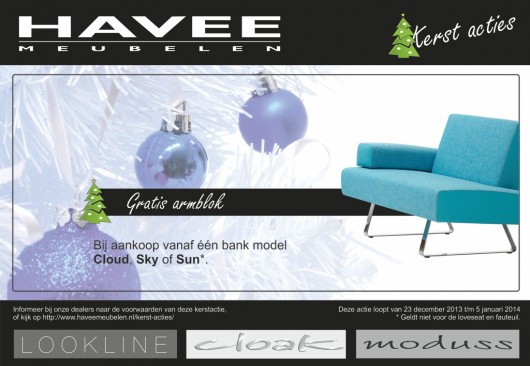 HAVEE
MEUBELEN
Kerst acties
Gratis armblok
Bij aankoop vanaf één bank model
Cloud, Sky of Sun*.
Informeer bij onze dealers naar de voorwaarden van deze kerstactie,
of kijk op http://www.haveemeubelen.nl/kerst-acties/
Deze actie loopt van 23 december 2013 t/m 5 januari 2014
* Geldt niet voor de loveseat en fauteuil.
LOOKLINE
cloak
moduss